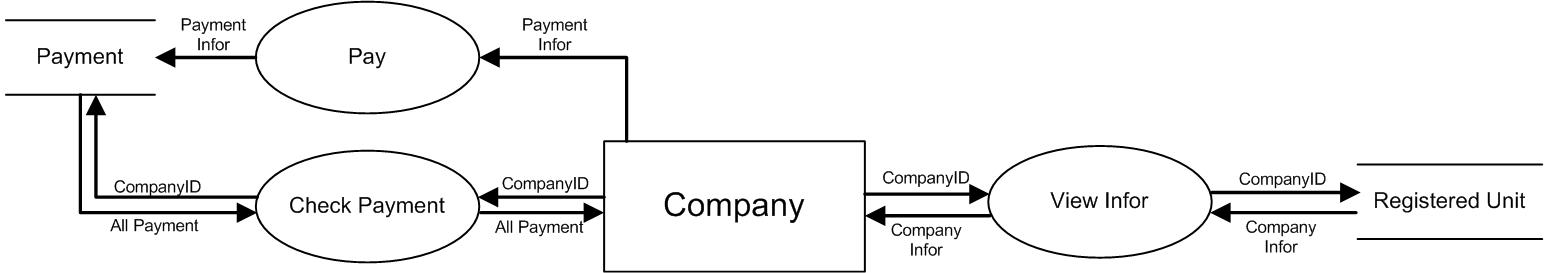 Payment
Infor
Payment
Infor
Payment
Pay
CompanyID
All Payment
Check Payment
CompanyID
All Payment
Company
CompanyID
Company
Infor
View Infor
CompanyID
Company
Infor
Registered Unit